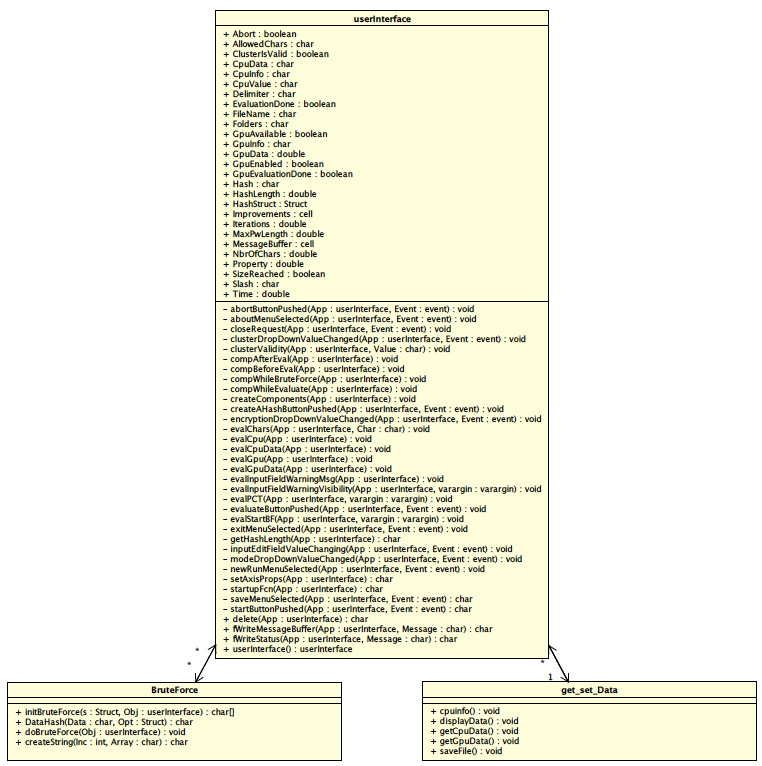 userInterface
+ Abort : boolean
+ AllowedChars : char
+ ClusterIsValid : boolean
+ CpuData : char
+ CpuInfo : char
+ CpuValue : char
+ Delimiter : char
+ EvaluationDone : boolean
+ FileName : char
+ Folders : char
+ GpuAvailable : boolean
+ GpuInfo : char
+ GpuData : double
+ GpuEnabled : boolean
+ GpuEvaluationDone : boolean
+ Hash : char
+ HashLength : double
+ HashStruct : Struct
+ Improvements : cell
+ Iterations : double
+ MaxPwLength : double
+ MessageBuffer : cell
+ NbrOfChars : double
+ Property : double
+ SizeReached : boolean
+ Slash : char
+ Time : double
- abortButtonPushed(App : userInterface, Event : event) : void
- aboutMenuSelected(App : userInterface, Event : event) : void
- closeRequest(App : userInterface, Event : event) : void
- clusterDropDownValueChanged(App : userInterface, Event : event) : void
- clusterValidity(App : userInterface, Value : char) : void
- compAfterEval(App : userInterface) : void
- compBeforeEval(App : userInterface) : void
- compWhileBruteForce(App : userInterface) : void
- compWhileEvaluate(App : userInterface) : void
- createComponents(App : userInterface) : void
- createAHashButtonPushed(App : userInterface, Event : event) : void
- encryptionDropDownValueChanged(App : userInterface, Event : event) : void
- evalChars(App : userInterface, Char : char) : void
- evalCpu(App : userInterface) : void
- evalCpuData(App : userInterface) : void
- evalGpu(App : userInterface) : void
- evalGpuData(App : userInterface) : void
- evalInputFieldWarningMsg(App : userInterface) : void
- evalInputFieldWarningVisibility(App : userInterface, varargin : varargin) : void
- evalPCT(App : userInterface, varargin : varargin) : void
- evaluateButtonPushed(App : userInterface, Event : event) : void
- evalStartBF(App : userInterface, varargin : varargin) : void
- exitMenuSelected(App : userInterface, Event : event) : void
- getHashLength(App : userInterface) : char
- inputEditFieldValueChanging(App : userInterface, Event : event) : void
- modeDropDownValueChanged(App : userInterface, Event : event) : void
- newRunMenuSelected(App : userInterface, Event : event) : void
- setAxisProps(App : userInterface) : char
- startupFcn(App : userInterface) : char
- saveMenuSelected(App : userInterface, Event : event) : char
- startButtonPushed(App : userInterface, Event : event) : char
+ delete(App : userInterface) : char
+ fWriteMessageBuffer(App : userInterface, Message : char) : char
+ fWriteStatus(App : userInterface, Message : char) : char
+ userInterface() : userInterface
*
*
*
1
BruteForce
+ initBruteForce(s : Struct, Obj : userInterface) : char[]
+ DataHash(Data : char, Opt : Struct) : char
+ doBruteForce(Obj : userInterface) : void
+ createString(Inc : int, Array : char) : char
get_set_Data
+ cpuinfo() : void
+ displayData() : void
+ getCpuData() : void
+ getGpuData() : void
+ saveFile() : void